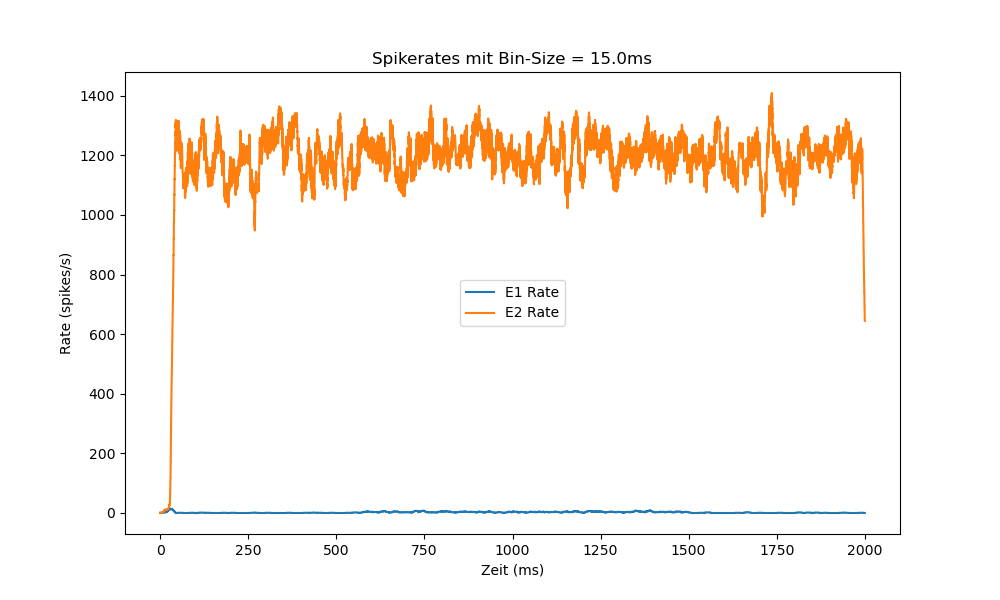 Spikerates mit Bin-Size = 15.0ms
1400
1200
1000
800
600
400
200
0
Rate (spikes/s)
E1 Rate
E2 Rate
0 250 500 750 1000 1250 1500 1750 2000
Zeit (ms)